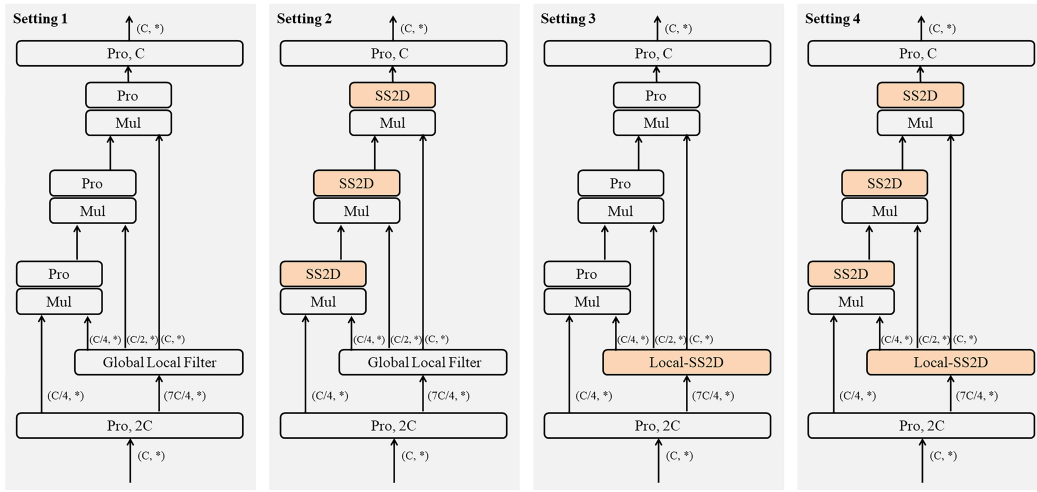 Setting 1
(C, *)
Pro, C
Pro
Mul
Pro
Mul
Pro
Mul
(C/4, *) (C/2, *) (C, *)
Global Local Filter
(C/4, *) (7C/4, *)
Pro, 2C
(C, *)
Setting 2
(C, *)
Pro, C
SS2D
Mul
SS2D
Mul
SS2D
Mul
(C/4, *) (C/2, *) (C, *)
Global Local Filter
(C/4, *) (7C/4, *)
Pro, 2C
(C, *)
Setting 3
(C, *)
Pro, C
Pro
Mul
Pro
Mul
Pro
Mul
(C/4, *) (C/2, *) (C, *)
Local-SS2D
(C/4, *) (7C/4, *)
Pro, 2C
(C, *)
Setting 4
(C, *)
Pro, C
SS2D
Mul
SS2D
Mul
SS2D
Mul
(C/4, *) (C/2, *) (C, *)
Local-SS2D
(C/4, *) (7C/4, *)
Pro, 2C
(C, *)